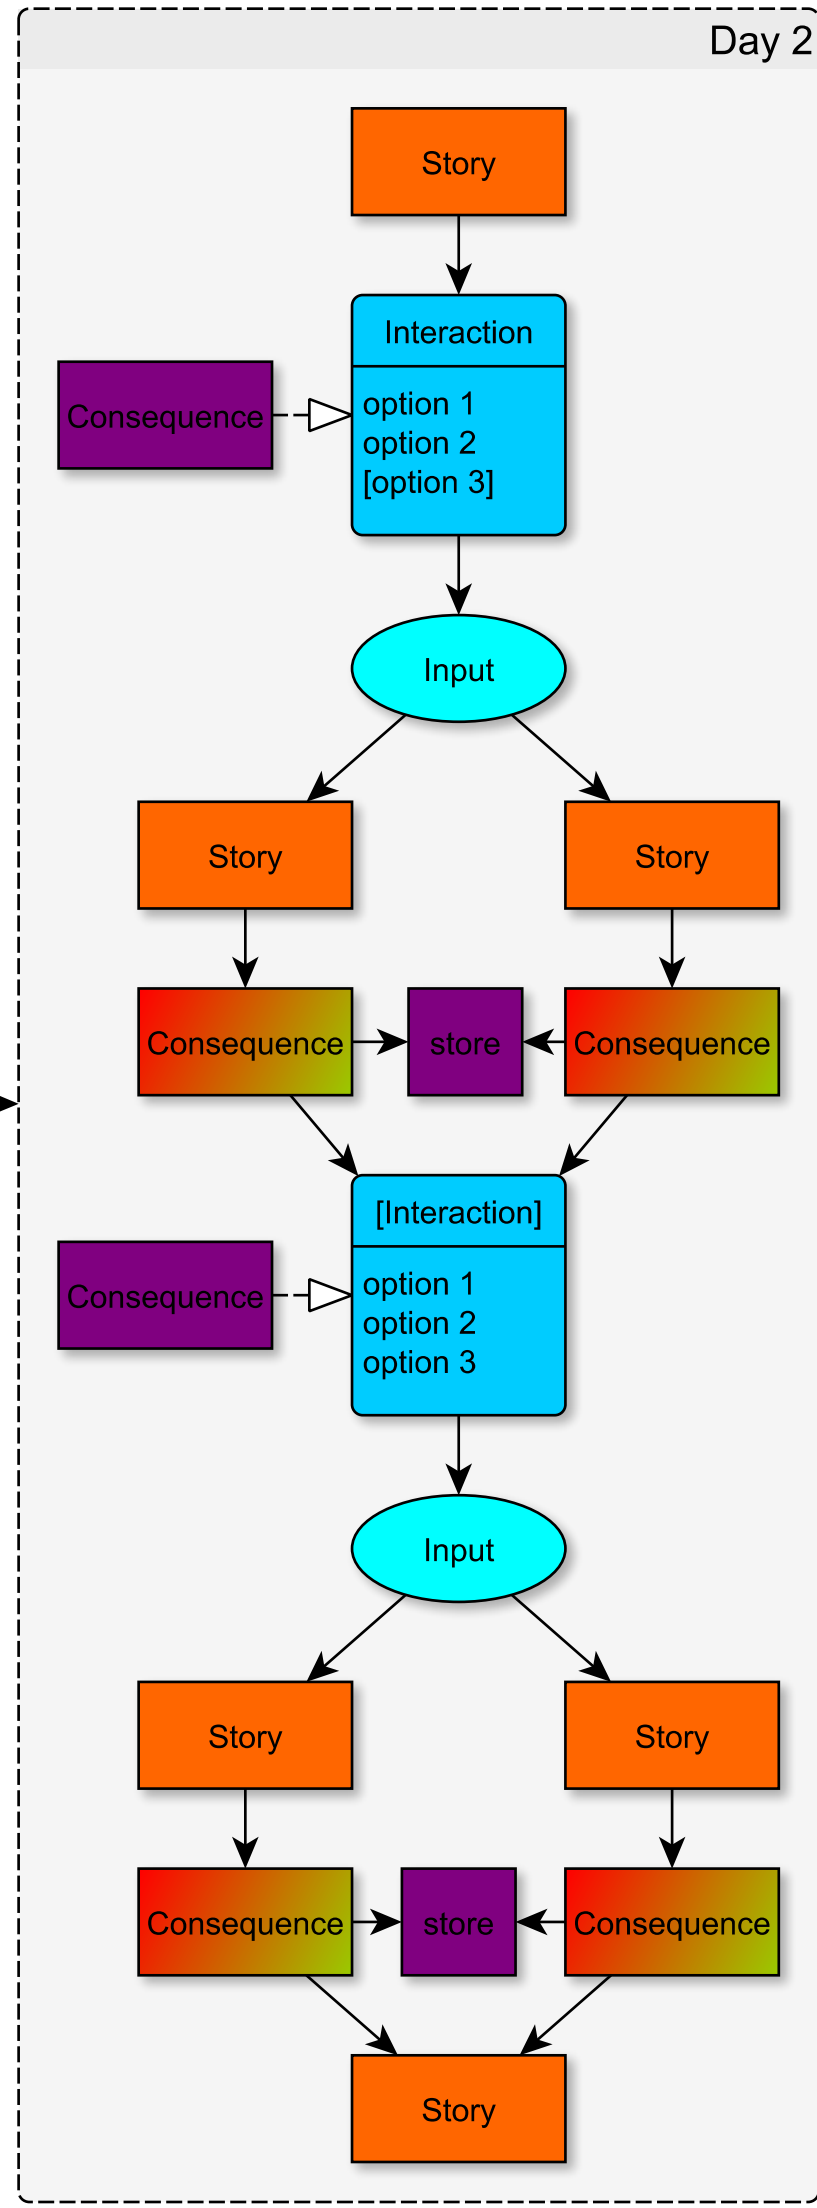 Day 2
Story
Interaction
Consequence
option 1
option 2
[option 3]
Input
Story
Story
Consequence
store
Consequence
[Interaction]
Consequence
option 1
option 2
option 3
Input
Story
Story
Consequence
store
Consequence
Story